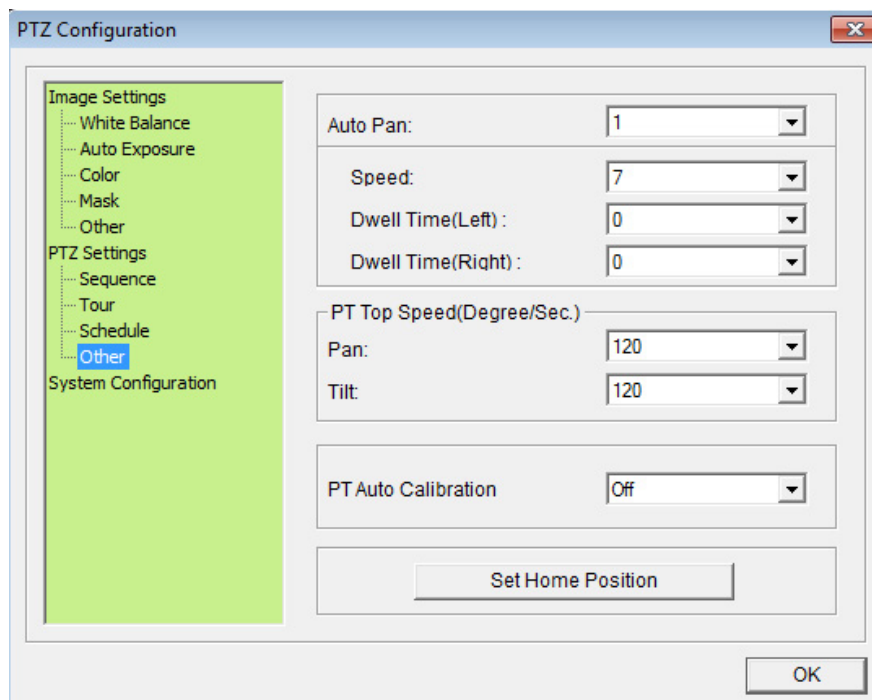 PTZ Configuration
Image Settings
White Balance
Auto Exposure
Color
Mask
Other
PTZ Settings
Sequence
Tour
Schedule
Other
System Configuration
Auto Pan: 1
Speed: 7
Dwell Time(Left) : 0
Dwell Time(Right) : 0
PT Top Speed(Degree/Sec.)
Pan: 120
Tilt: 120
PT Auto Calibration Off
Set Home Position
OK